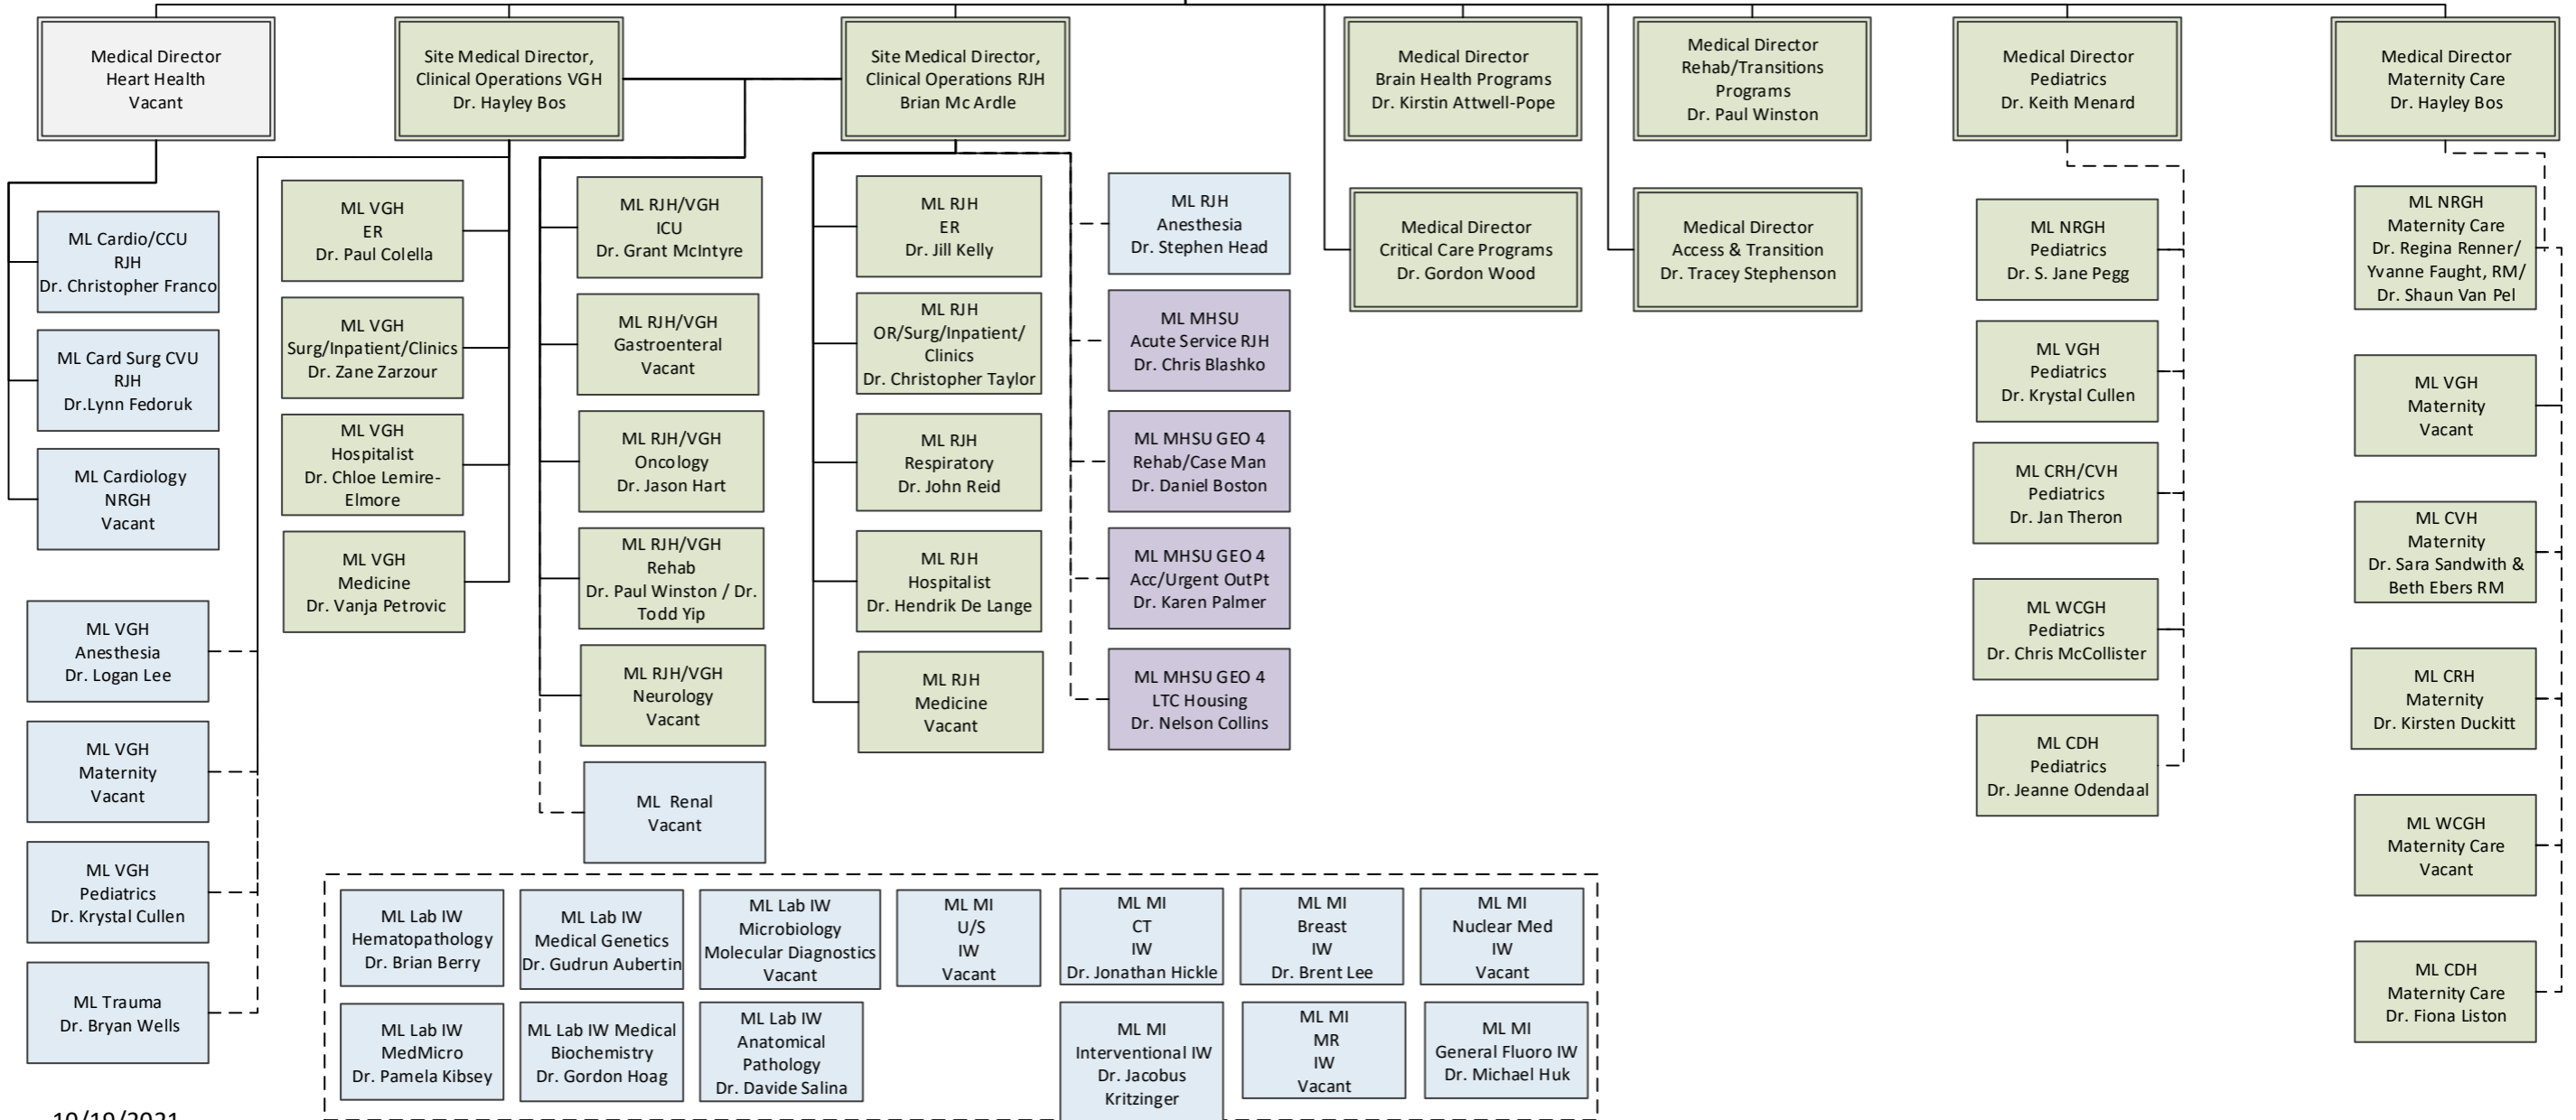 Medical Director
Heart Health
Vacant
Site Medical Director,
Clinical Operations VGH
Dr. Hayley Bos
Site Medical Director,
Clinical Operations RJH
Brian Mc Ardle
Medical Director
Brain Health Programs
Dr. Kirstin Attwell-Pope
Medical Director
Rehab/Transitions
Programs
Dr. Paul Winston
Medical Director
Pediatrics
Dr. Keith Menard
Medical Director
Maternity Care
Dr. Hayley Bos
ML Cardio/CCU
RJH
Dr. Christopher Franco
ML Card Surg CVU
RJH
Dr.Lynn Fedoruk
ML Cardiology
NRGH
Vacant
ML VGH
Anesthesia
Dr. Logan Lee
ML VGH
Maternity
Vacant
ML VGH
Pediatrics
Dr. Krystal Cullen
ML Trauma
Dr. Bryan Wells
ML VGH
ER
Dr. Paul Colella
ML VGH
Surg/Inpatient/Clinics
Dr. Zane Zarzour
ML VGH
Hospitalist
Dr. Chloe Lemire-
Elmore
ML VGH
Medicine
Dr. Vanja Petrovic
ML RJH/VGH
ICU
Dr. Grant McIntyre
ML RJH/VGH
Gastroenteral
Vacant
ML RJH/VGH
Oncology
Dr. Jason Hart
ML RJH/VGH
Rehab
Dr. Paul Winston / Dr.
Todd Yip
ML RJH/VGH
Neurology
Vacant
ML Renal
Vacant
ML RJH
ER
Dr. Jill Kelly
ML RJH
OR/Surg/Inpatient/
Clinics
Dr. Christopher Taylor
ML RJH
Respiratory
Dr. John Reid
ML RJH
Hospitalist
Dr. Hendrik De Lange
ML RJH
Medicine
Vacant
ML RJH
Anesthesia
Dr. Stephen Head
ML MHSU
Acute Service RJH
Dr. Chris Blashko
ML MHSU GEO 4
Rehab/Case Man
Dr. Daniel Boston
ML MHSU GEO 4
Acc/Urgent OutPt
Dr. Karen Palmer
ML MHSU GEO 4
LTC Housing
Dr. Nelson Collins
Medical Director
Critical Care Programs
Dr. Gordon Wood
Medical Director
Access & Transition
Dr. Tracey Stephenson
ML NRGH
Pediatrics
Dr. S. Jane Pegg
ML VGH
Pediatrics
Dr. Krystal Cullen
ML CRH/CVH
Pediatrics
Dr. Jan Theron
ML WCGH
Pediatrics
Dr. Chris McCollister
ML CDH
Pediatrics
Dr. Jeanne Odendaal
ML NRGH
Maternity Care
Dr. Regina Renner/
Yvanne Faught, RM/
Dr. Shaun Van Pel
ML VGH
Maternity
Vacant
ML CVH
Maternity
Dr. Sara Sandwith &
Beth Ebers RM
ML CRH
Maternity
Dr. Kirsten Duckitt
ML WCGH
Maternity Care
Vacant
ML CDH
Maternity Care
Dr. Fiona Liston
ML Lab IW
Hematopathology
Dr. Brian Berry
ML Lab IW
Medical Genetics
Dr. Gudrun Aubertin
ML Lab IW
Microbiology
Molecular Diagnostics
Vacant
ML MI
U/S
IW
Vacant
ML MI
CT
IW
Dr. Jonathan Hickle
ML MI
Breast
IW
Dr. Brent Lee
ML MI
Nuclear Med
IW
Vacant
ML Lab IW
MedMicro
Dr. Pamela Kibsey
ML Lab IW Medical
Biochemistry
Dr. Gordon Hoag
ML Lab IW
Anatomical
Pathology
Dr. Davide Salina
ML MI
Interventional IW
Dr. Jacobus
Kritzinger
ML MI
MR
IW
Vacant
ML MI
General Fluoro IW
Dr. Michael Huk
10/19/2021